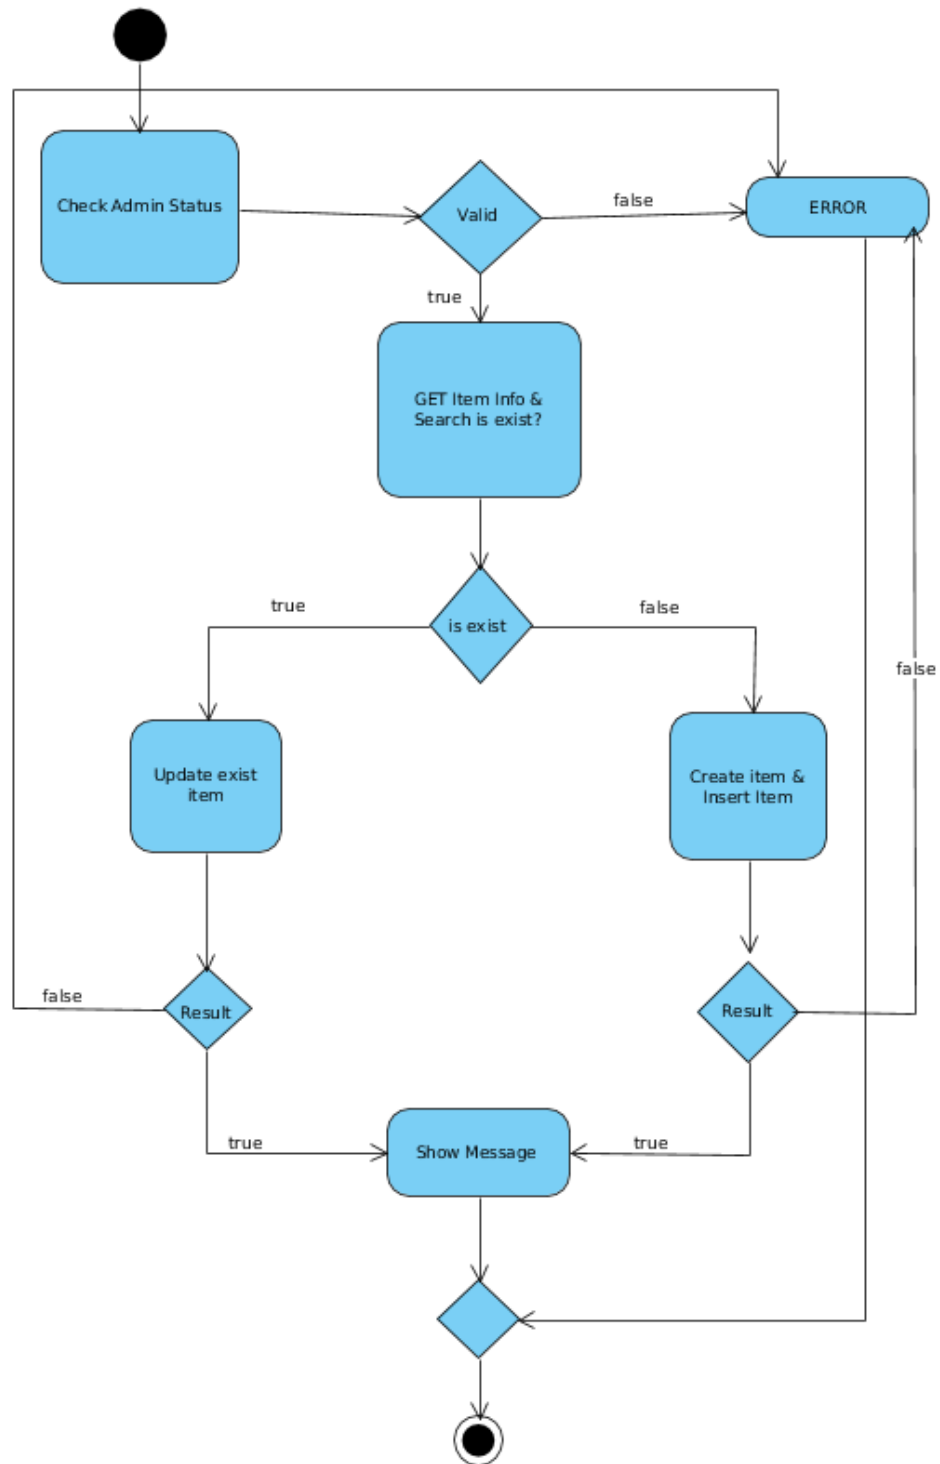 Check Admin Status
Valid
false
ERROR
true
GET Item Info &
Search is exist?
true
is exist
false
false
Update exist
item
Create item &
Insert Item
false
Result
Result
true
Show Message
true